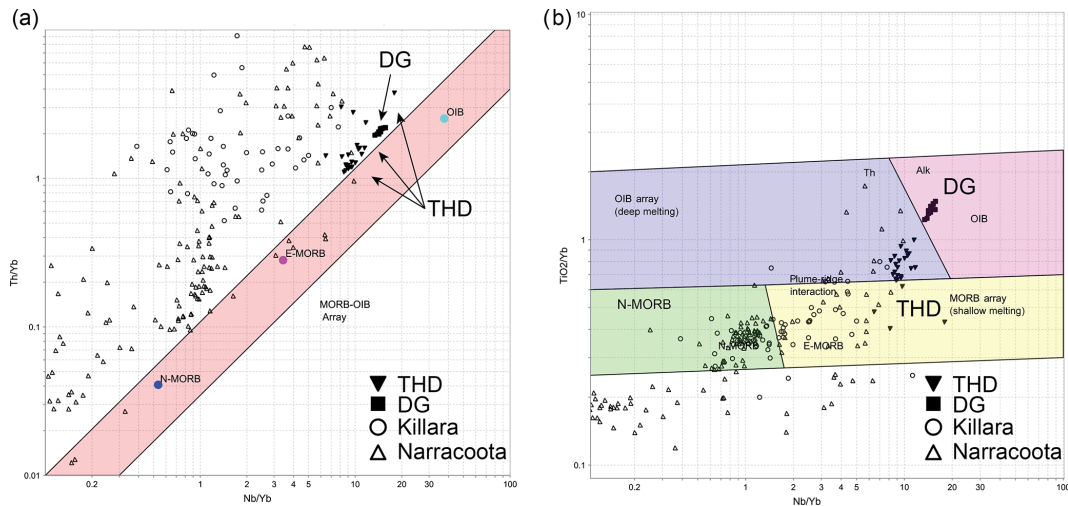 (a)
DG
OIB
THD
E-MORB
MORB-OIB
Array
N-MORB
THD
DG
Killara
Narracoota
Th/Yb
1
0.1
0.01
0.2
1
2
3
4
5
10
20
100
Nb/Yb
(b)
10
1
0.1
TiO2/Yb
Th
Alk
OIB array
(deep melting)
DG
OIB
Plume-ridge
interaction
N-MORB
THD
MORB array
(shallow melting)
N-MORB
E-MORB
THD
DG
Killara
Narracoota
0.2
1
2
3
4
5
10
20
30
100
Nb/Yb